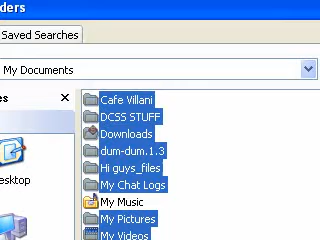 ders
Saved Searches
My Documents
es
Cafe Villani
DCSS STUFF
Downloads
dum-dum.1.3
Hi guys_files
My Chat Logs
esktop
My Music
My Pictures
My Videos